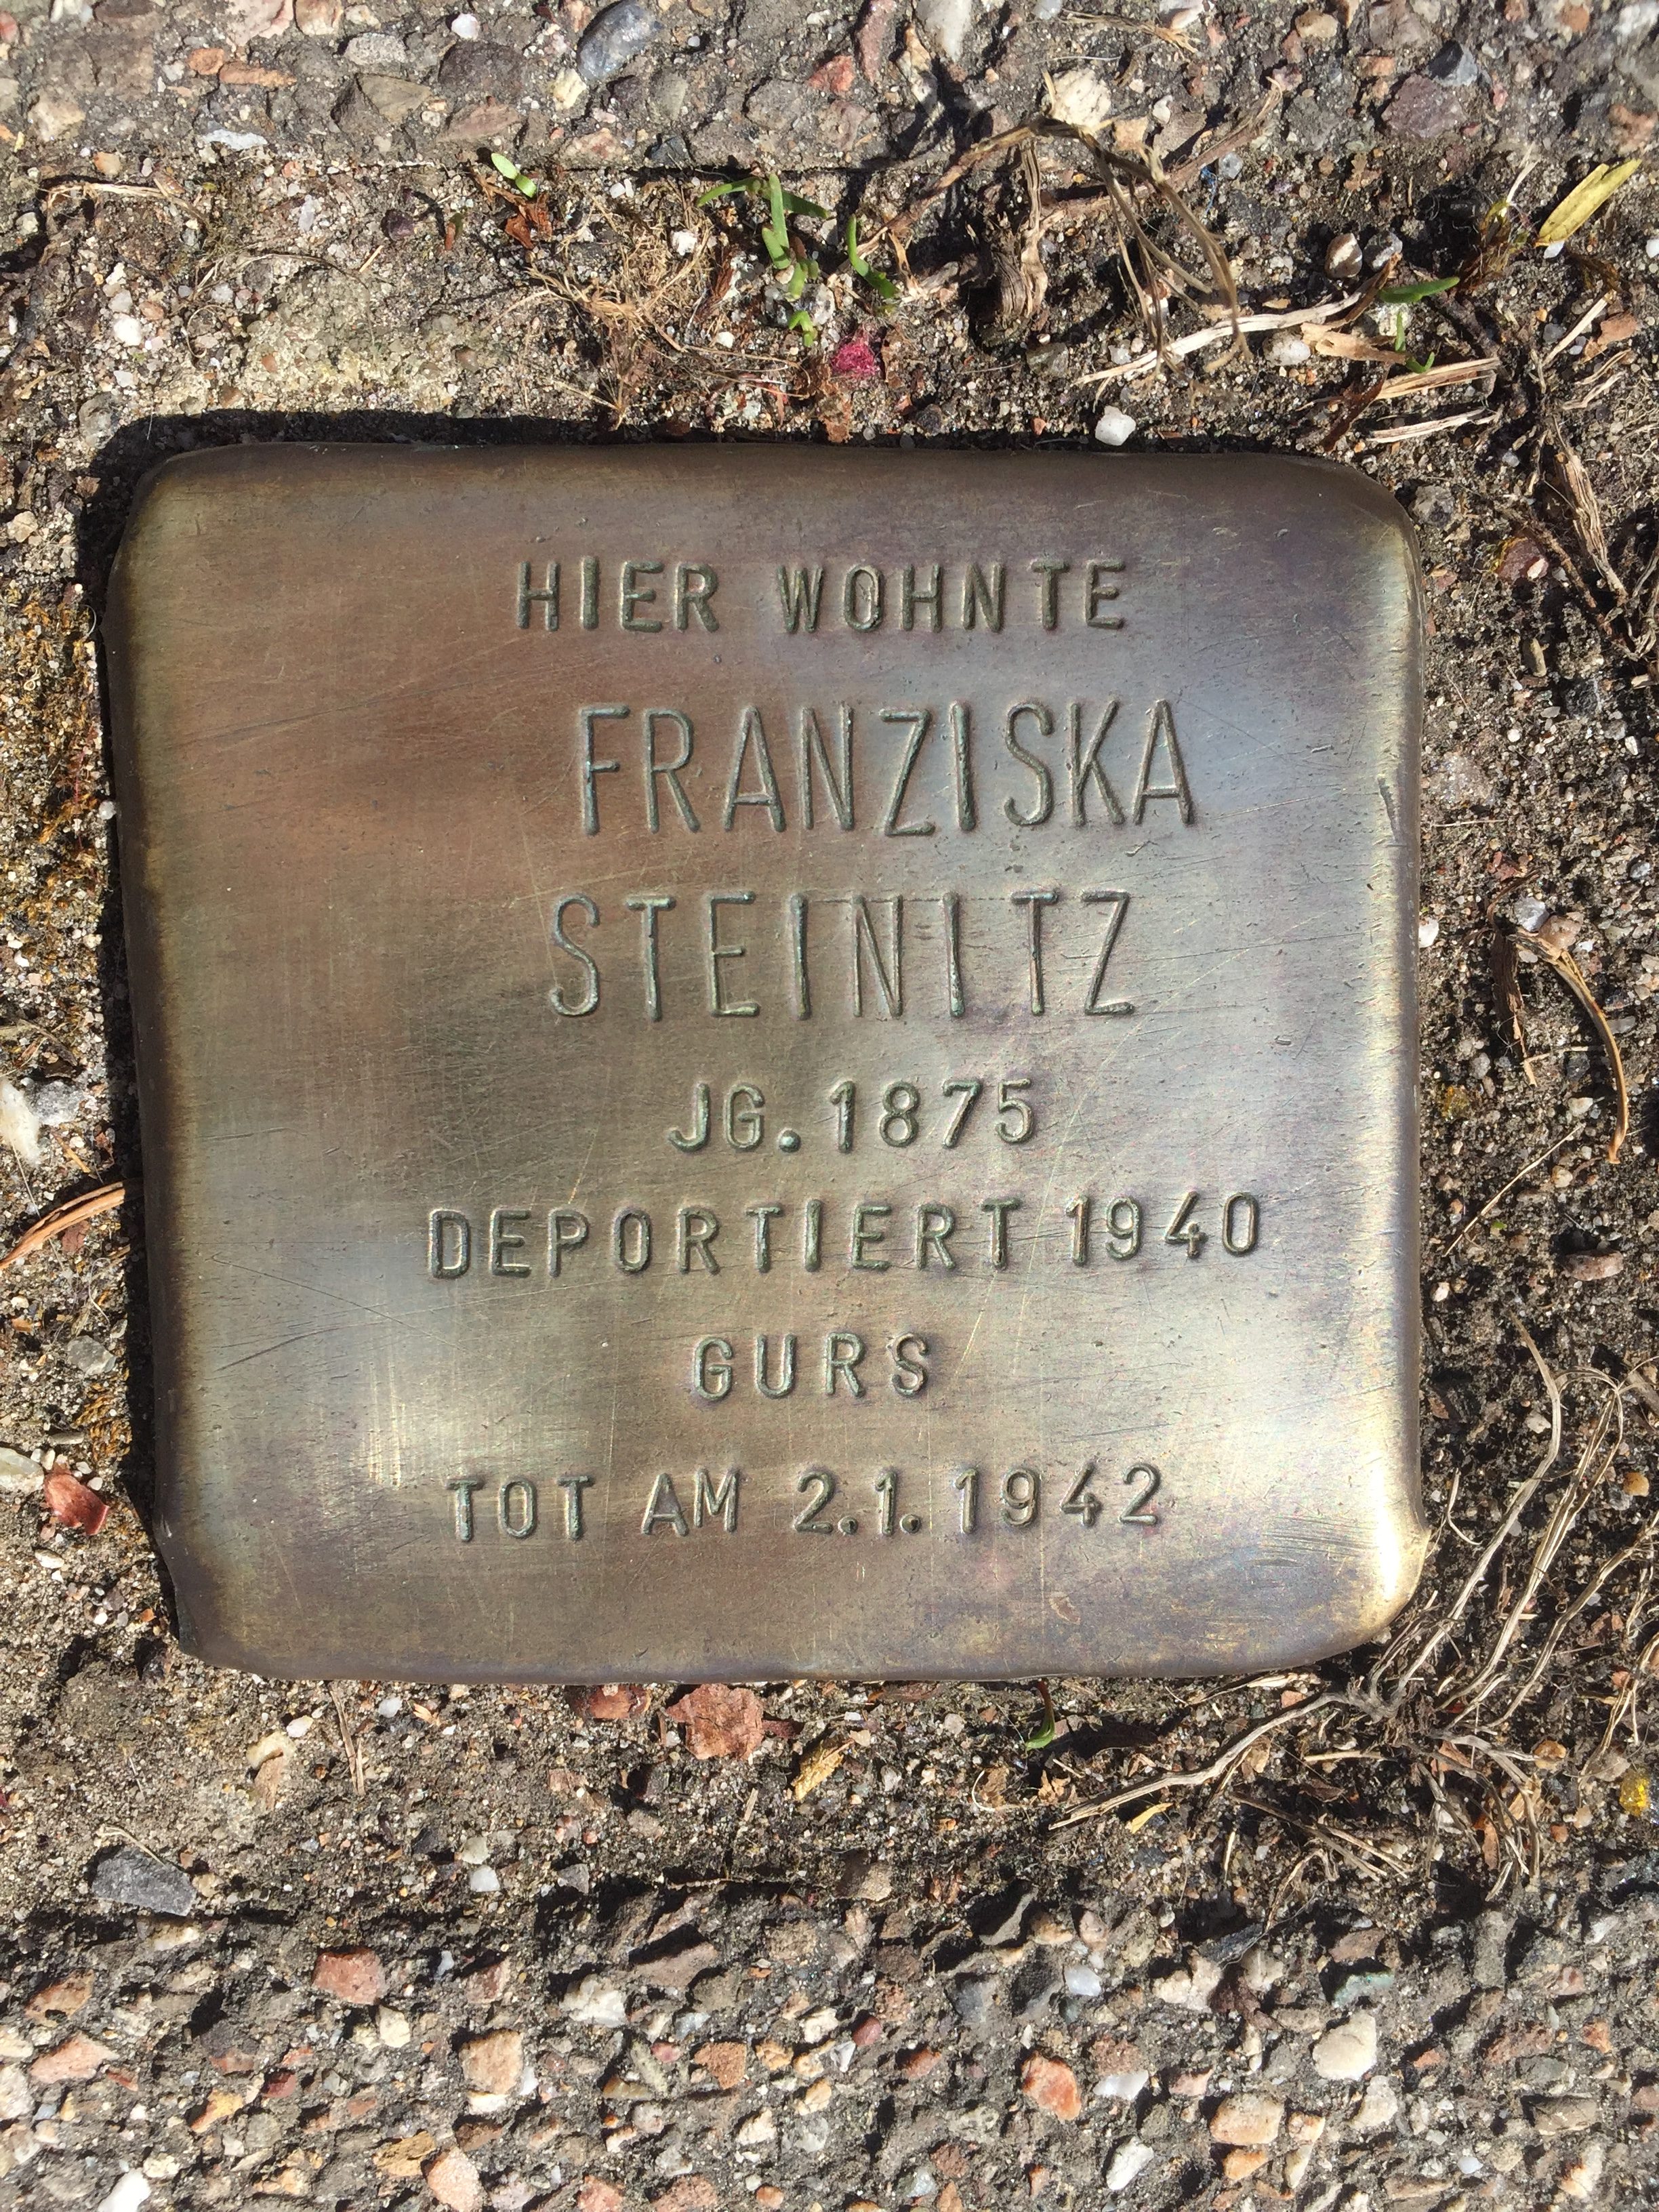 HIER WOHNTE
FRANZISKA
STEINITZ
JG. 1875
DEPORTIERT 1940
GURS
TOT AM 2.1.1942